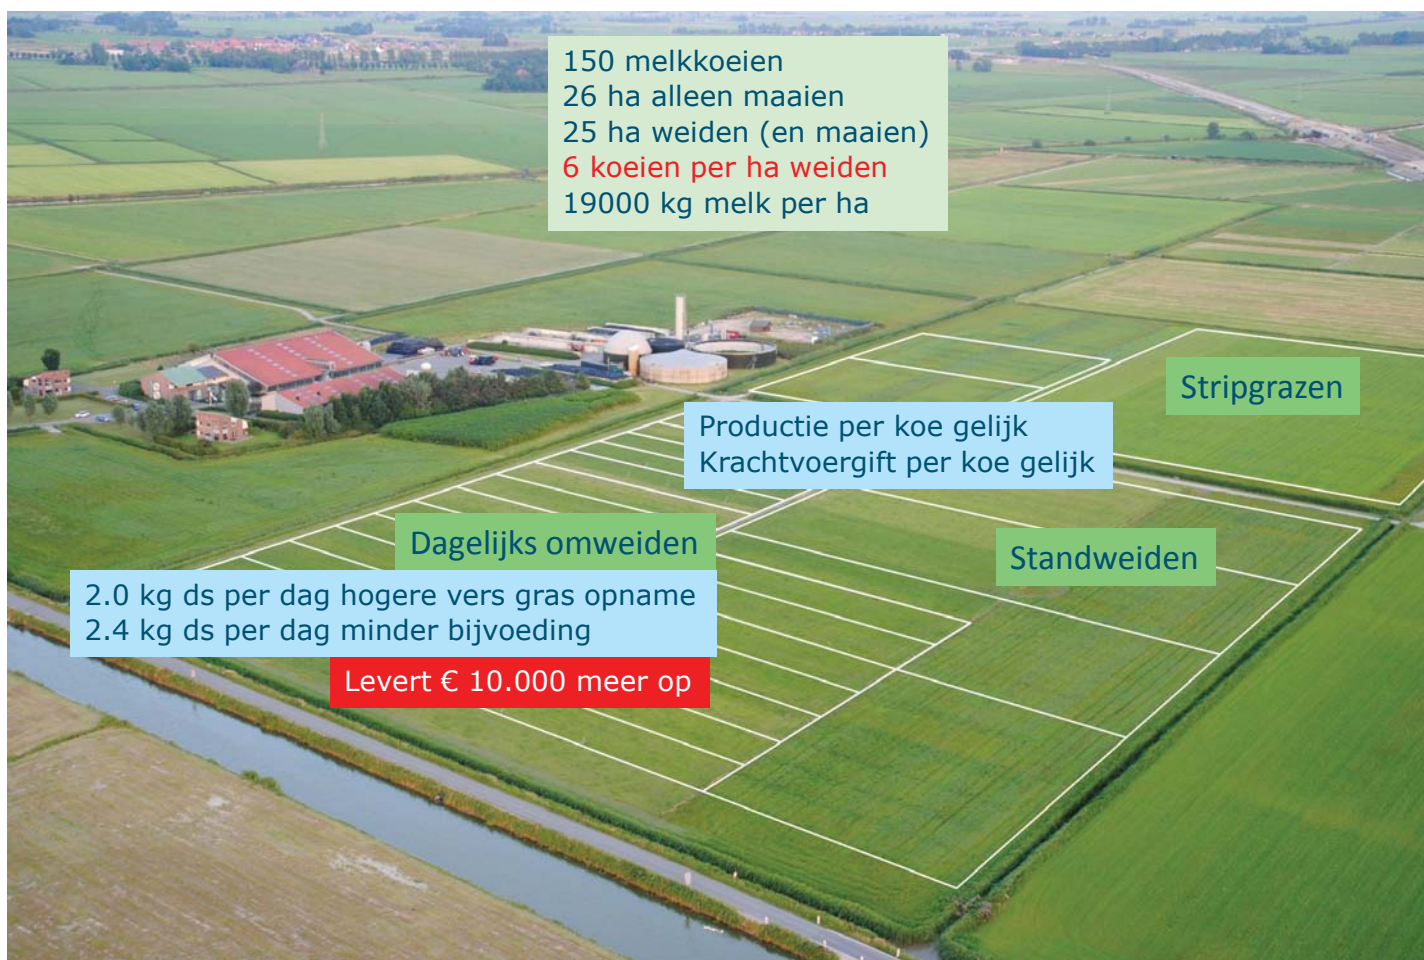 150 melkkoeien
26 ha alleen maaien
25 ha weiden (en maaien)
6 koeien per ha weiden
19000 kg melk per ha
Stripgrazen
Productie per koe gelijk
Krachtvoergift per koe gelijk
Dagelijks omweiden
Standweiden
2.0 kg ds per dag hogere vers gras opname
2.4 kg ds per dag minder bijvoeding
Levert € 10.000 meer op